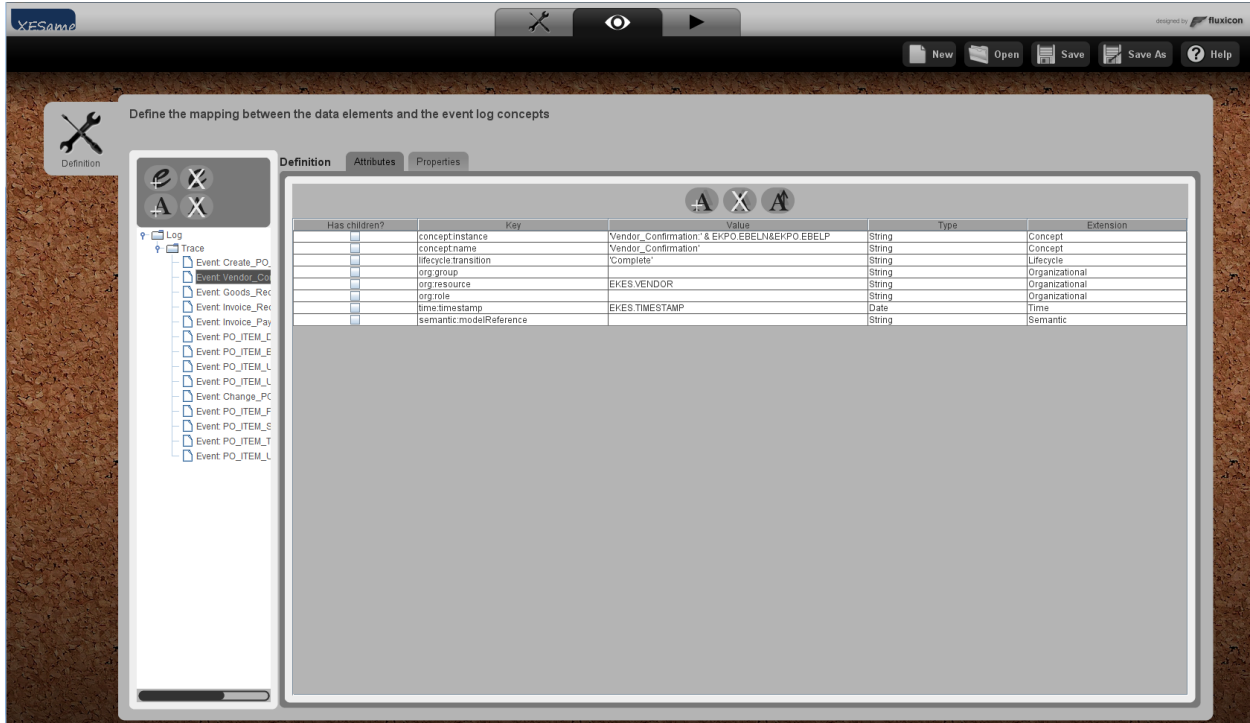 XESame
designed by fluxicon
New Open Save Save As ? Help
Define the mapping between the data elements and the event log concepts
Definition
Definition Attributes Properties
Has children? Key Value Type Extension
concept:instance 'Vendor_Confirmation:' & EKPO.EBELN&EKPO.EBELP String Concept
concept:name 'Vendor_Confirmation' String Concept
lifecycle:transition 'Complete' String Lifecycle
org:group String Organizational
org:resource EKES.VENDOR String Organizational
org:role String Organizational
time:timestamp EKES.TIMESTAMP Date Time
semantic:modelReference String Semantic
Log
Trace
Event: Create_PO_
Event: Vendor_Co
Event: Goods_Rec
Event: Invoice_Rec
Event: Invoice_Pay
Event: PO_ITEM_D
Event: PO_ITEM_E
Event: PO_ITEM_U
Event: PO_ITEM_U
Event: Change_PO
Event: PO_ITEM_F
Event: PO_ITEM_S
Event: PO_ITEM_T
Event: PO_ITEM_U